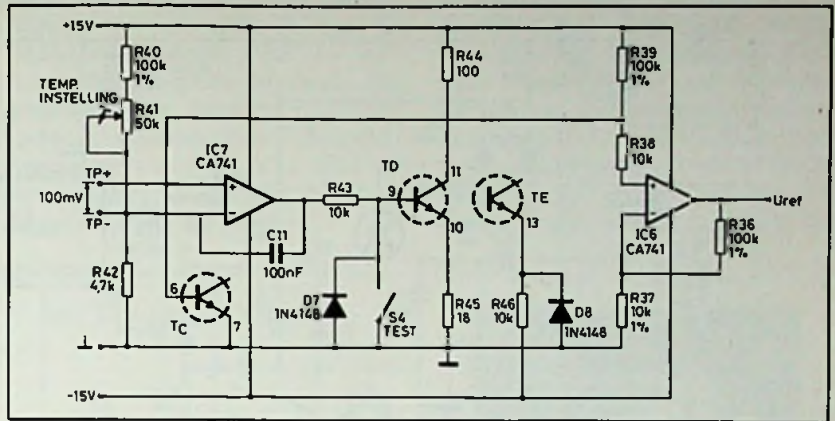 +15V
R40
100k
1%
TEMP.
INSTELLING
R41
50k
IC7
CA741
TP+
100mV
TP-
+
-
R43
10k
C11
100nF
R42
4,7k
6
7
TC
D7
1N4148
S4
TEST
R44
100
TD
11
9
10
R45
18
TE
13
R46
10k
D8
1N4148
R39
100k
1%
R38
10k
+
-
IC6
CA741
Uref
R36
100k
1%
R37
10k
1%
-15V